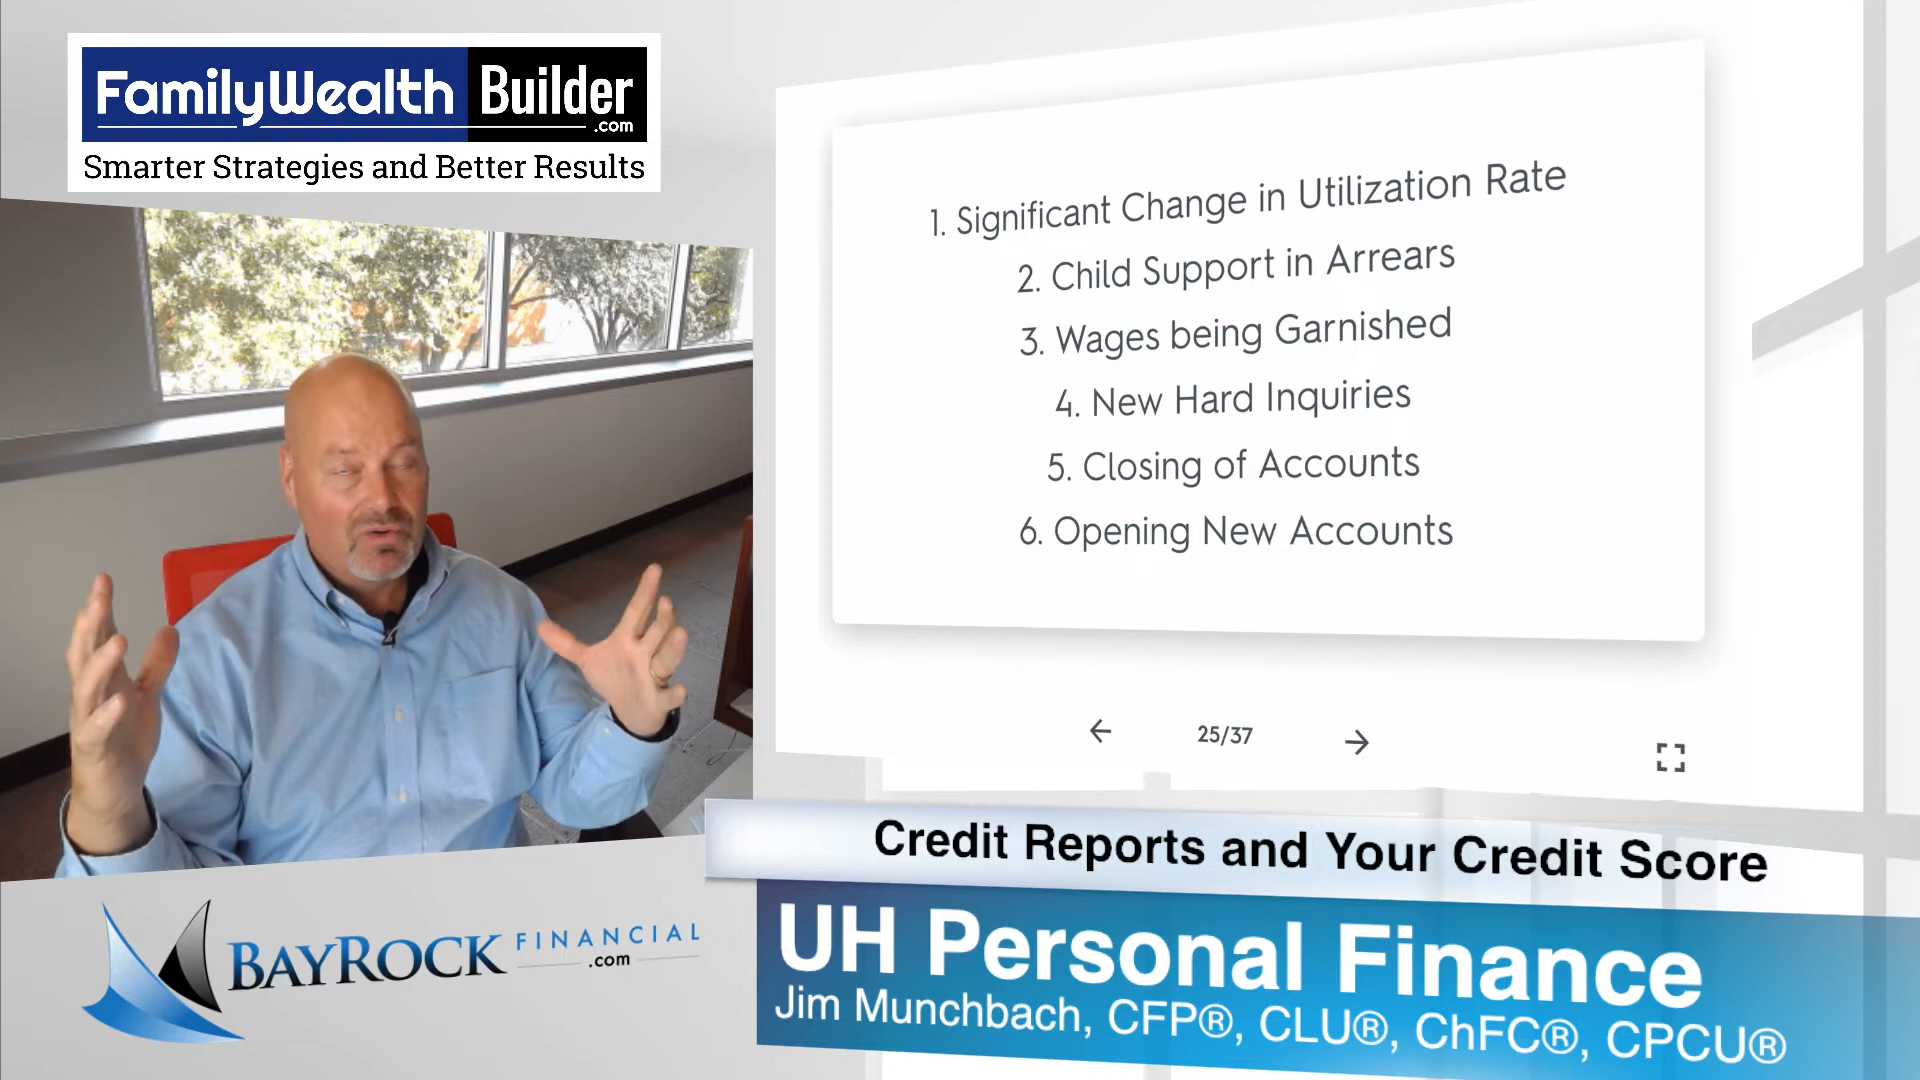 FamilyWealth Builder
.com
Smarter Strategies and Better Results
1. Significant Change in Utilization Rate
2. Child Support in Arrears
3. Wages being Garnished
4. New Hard Inquiries
5. Closing of Accounts
6. Opening New Accounts
25/37
Credit Reports and Your Credit Score
UH Personal Finance
Jim Munchbach, CFP®, CLU®, ChFC®, CPCU®
BAYROCK FINANCIAL
.com